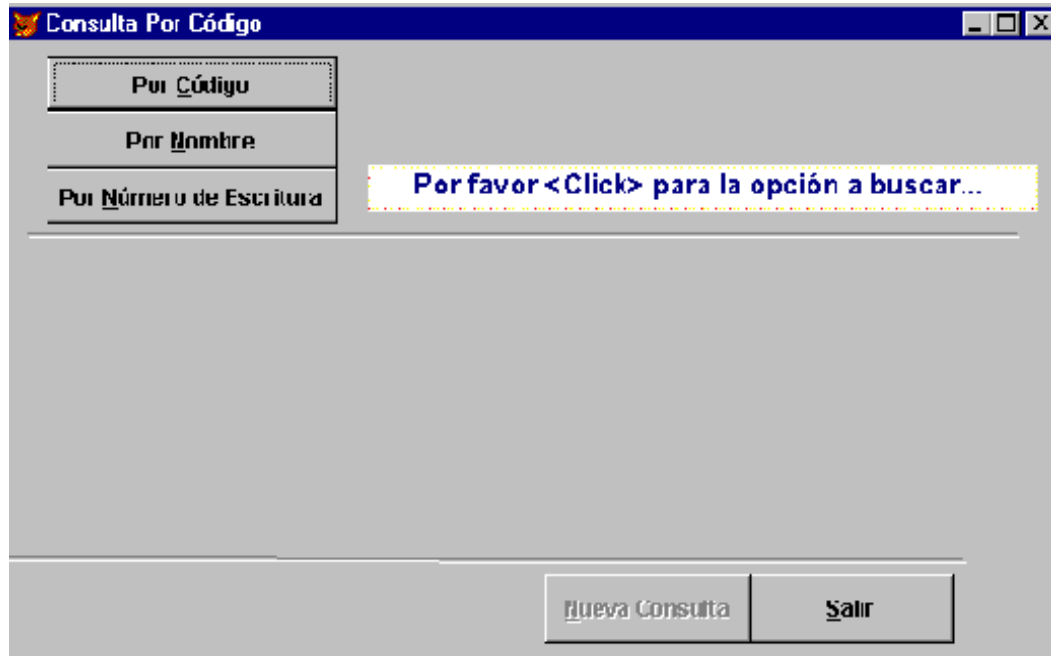 Consulta Por Código
Por Código
Por Nombre
Por Número de Escritura
Por favor <Click> para la opción a buscar...
Nueva Consulta
Salir